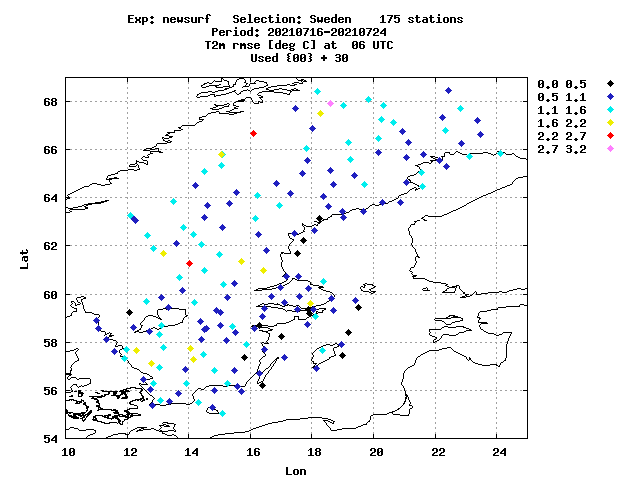 Exp: newsurf   Selection: Sweden    175 stations
Period: 20210716-20210724
T2m rmse [deg C] at  06 UTC
Used {00} + 30
0.0 0.5
0.5 1.1
1.1 1.6
1.6 2.2
2.2 2.7
2.7 3.2
68
66
64
62
60
58
56
54
Lat
10 12 14 16 18 20 22 24
Lon